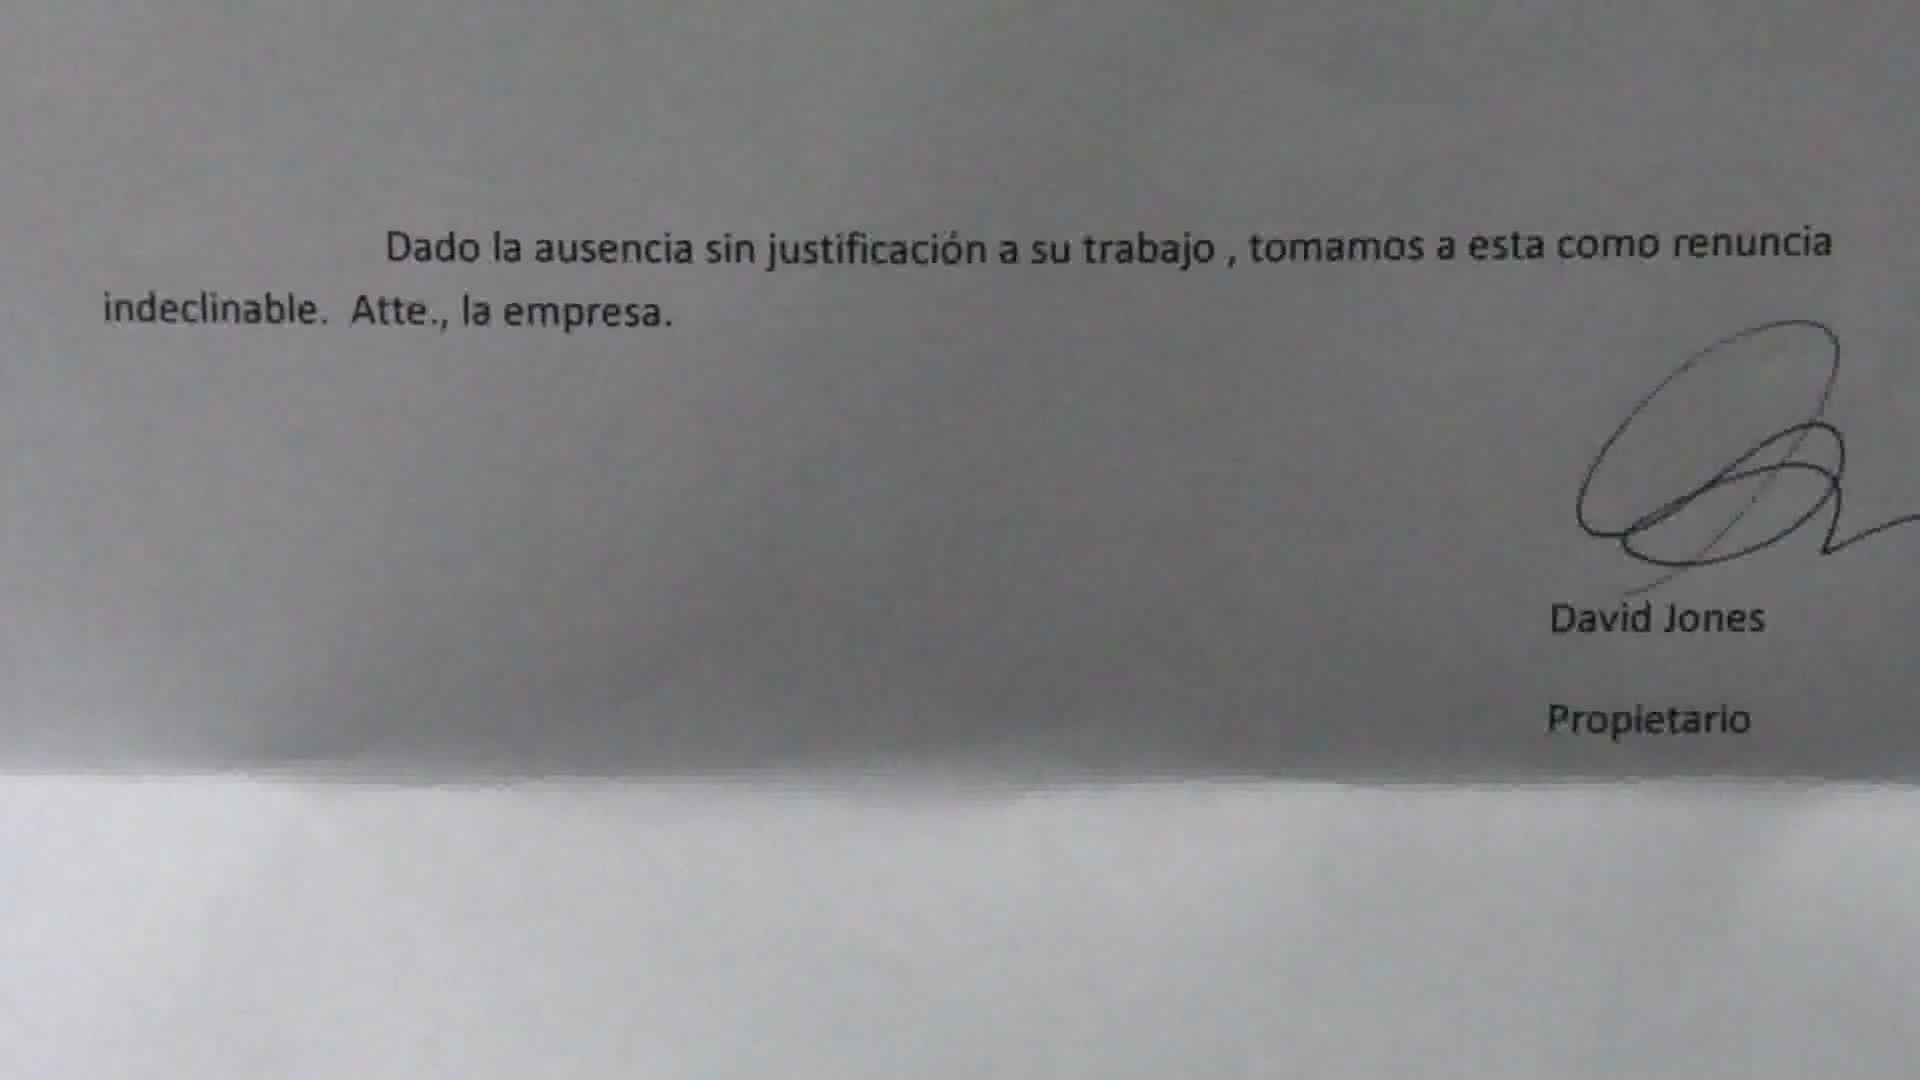 Dado la ausencia sin justificación a su trabajo , tomamos a esta como renuncia
indeclinable. Atte., la empresa.
David Jones
Propietario